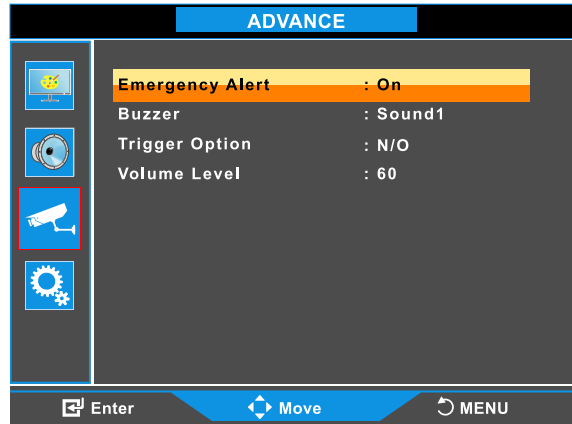 ADVANCE
Emergency Alert : On
Buzzer : Sound1
Trigger Option : N/O
Volume Level : 60
Enter Move MENU